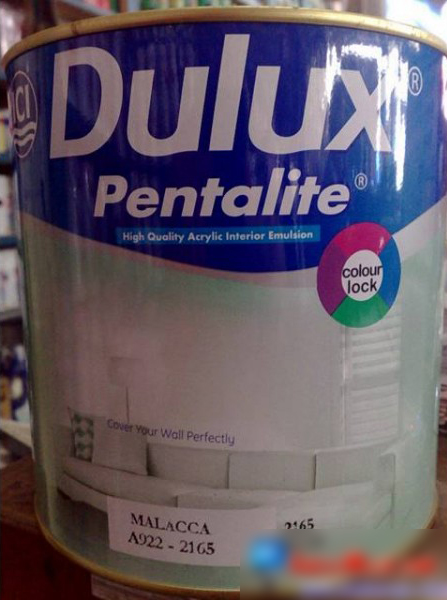 ICI
Dulux®
Pentalite®
High Quality Acrylic Interior Emulsion
colour
lock
Cover Your Wall Perfectly
MALACCA
A922 - 2165
2165